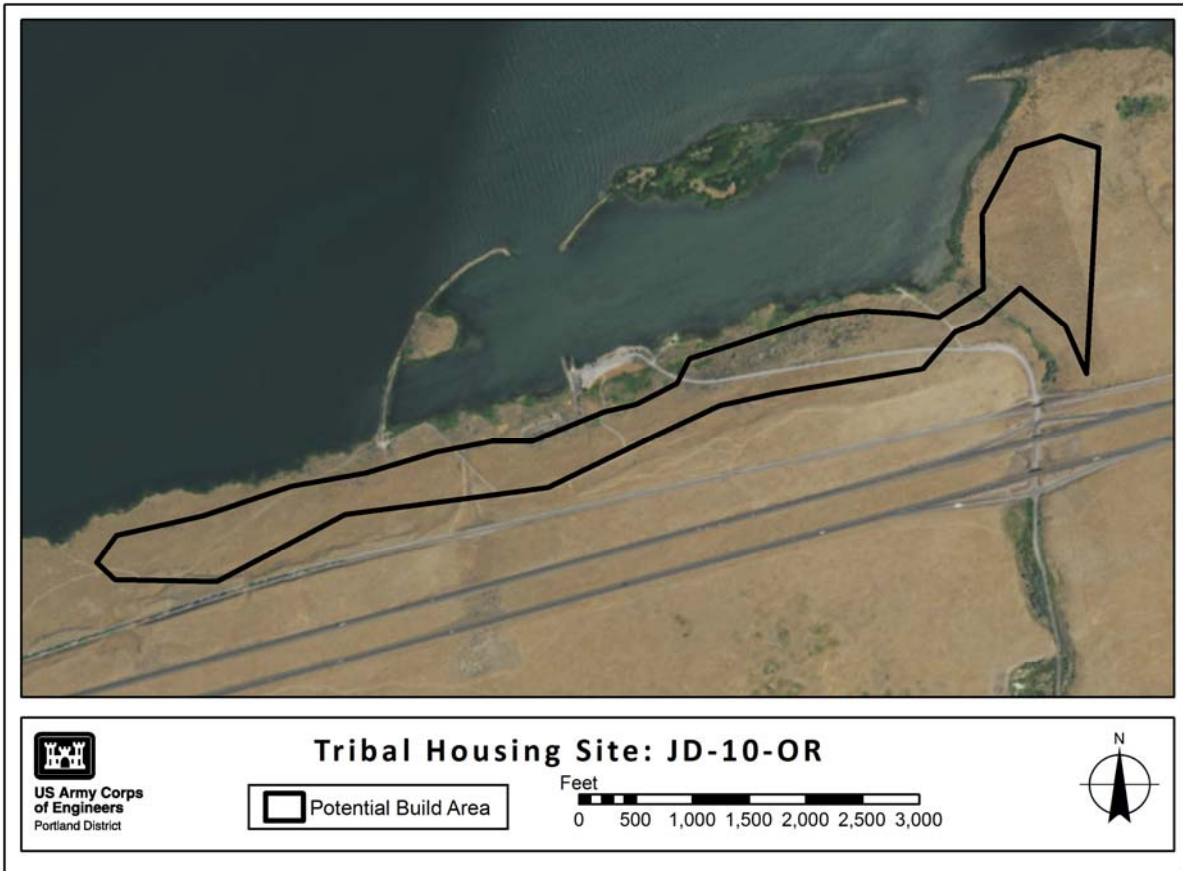 Tribal Housing Site: JD-10-OR
US Army Corps
of Engineers
Portland District
Potential Build Area
Feet
0 500 1,000 1,500 2,000 2,500 3,000
N